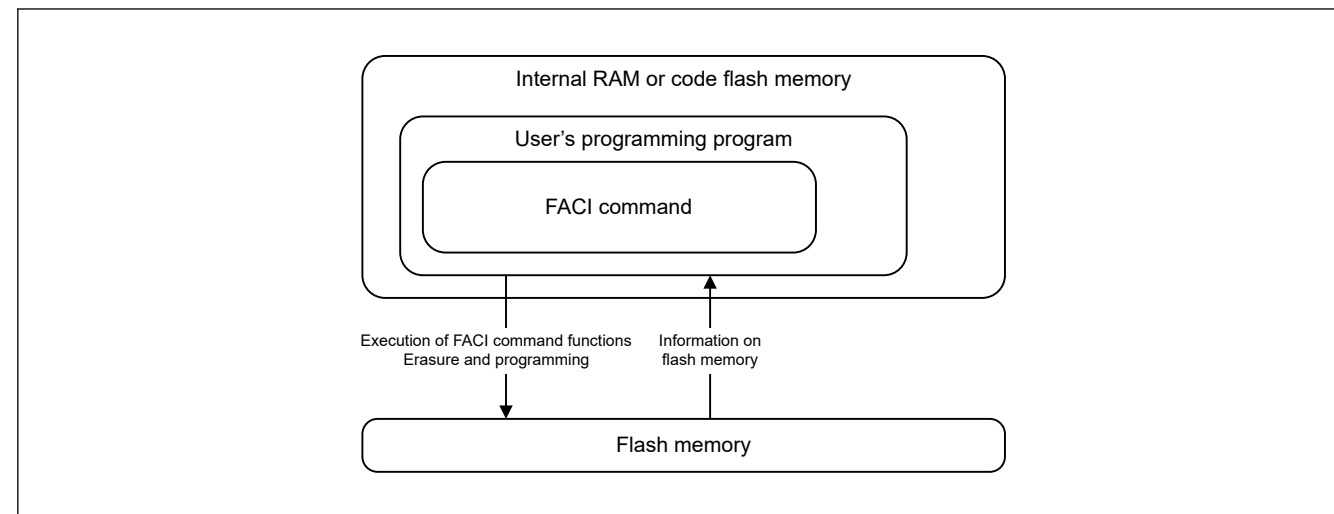 Internal RAM or code flash memory
User’s programming program
FACI command
Execution of FACI command functions
Erasure and programming
Information on
flash memory
Flash memory